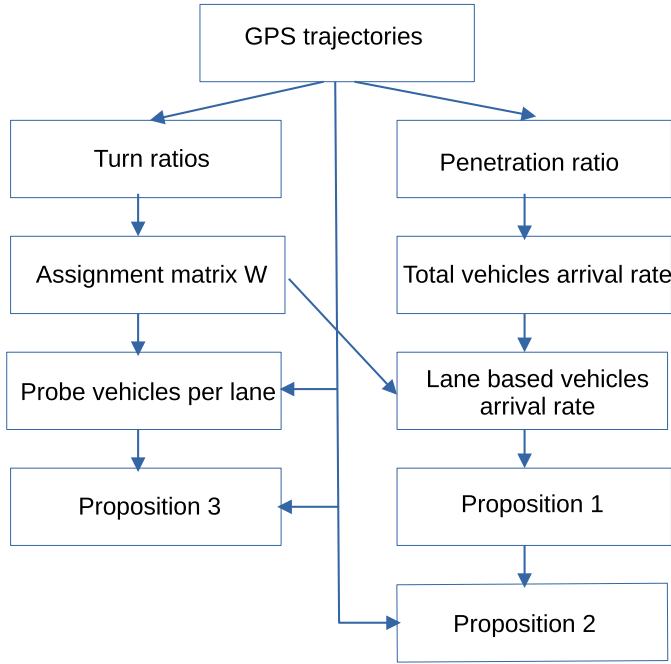 GPS trajectories
Turn ratios
Penetration ratio
Assignment matrix W
Total vehicles arrival rate
Probe vehicles per lane
Lane based vehicles
arrival rate
Proposition 3
Proposition 1
Proposition 2